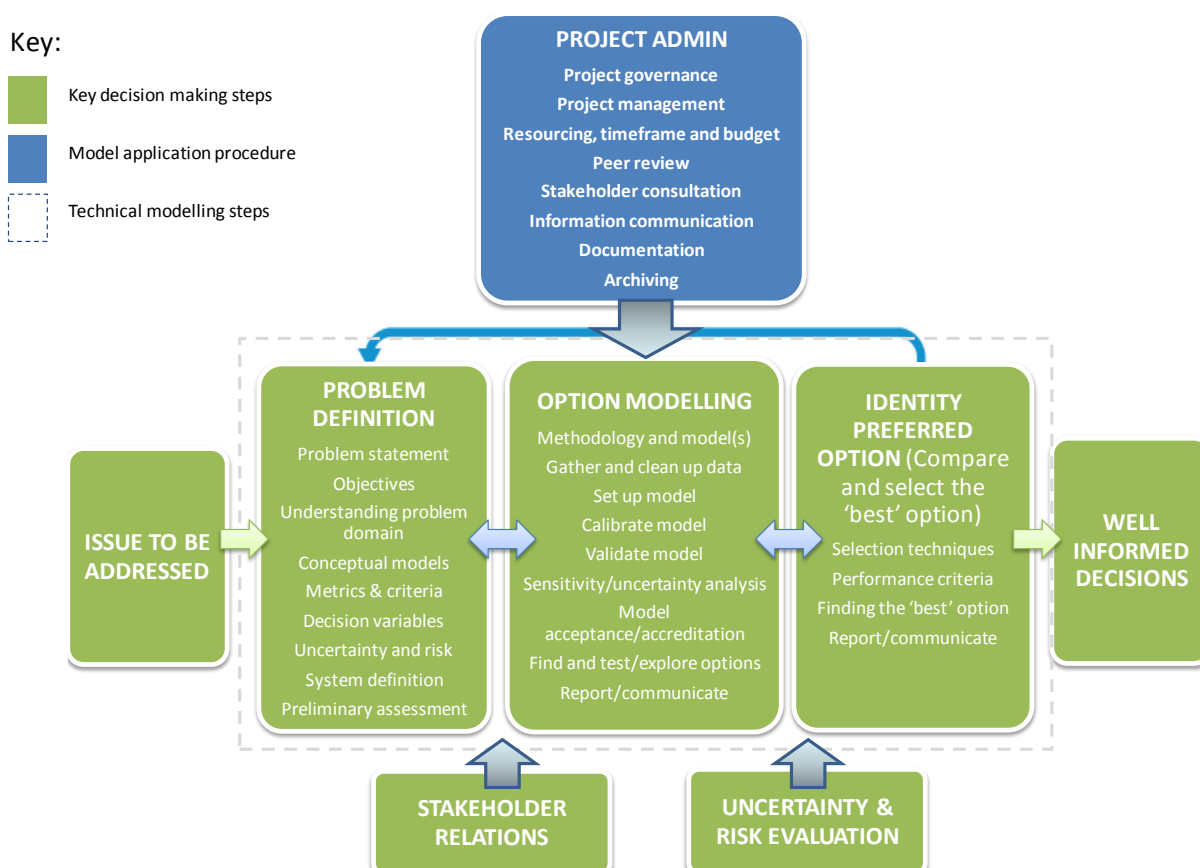 Key:
Key decision making steps
Model application procedure
Technical modelling steps
PROJECT ADMIN
Project governance
Project management
Resourcing, timeframe and budget
Peer review
Stakeholder consultation
Information communication
Documentation
Archiving
ISSUE TO BE
ADDRESSED
PROBLEM
DEFINITION
Problem statement
Objectives
Understanding problem
domain
Conceptual models
Metrics & criteria
Decision variables
Uncertainty and risk
System definition
Preliminary assessment
OPTION MODELLING
Methodology and model(s)
Gather and clean up data
Set up model
Calibrate model
Validate model
Sensitivity/uncertainty analysis
Model
acceptance/accreditation
Find and test/explore options
Report/communicate
IDENTITY
PREFERRED
OPTION (Compare
and select the
‘best’ option)
Selection techniques
Performance criteria
Finding the ‘best’ option
Report/communicate
WELL
INFORMED
DECISIONS
STAKEHOLDER
RELATIONS
UNCERTAINTY &
RISK EVALUATION